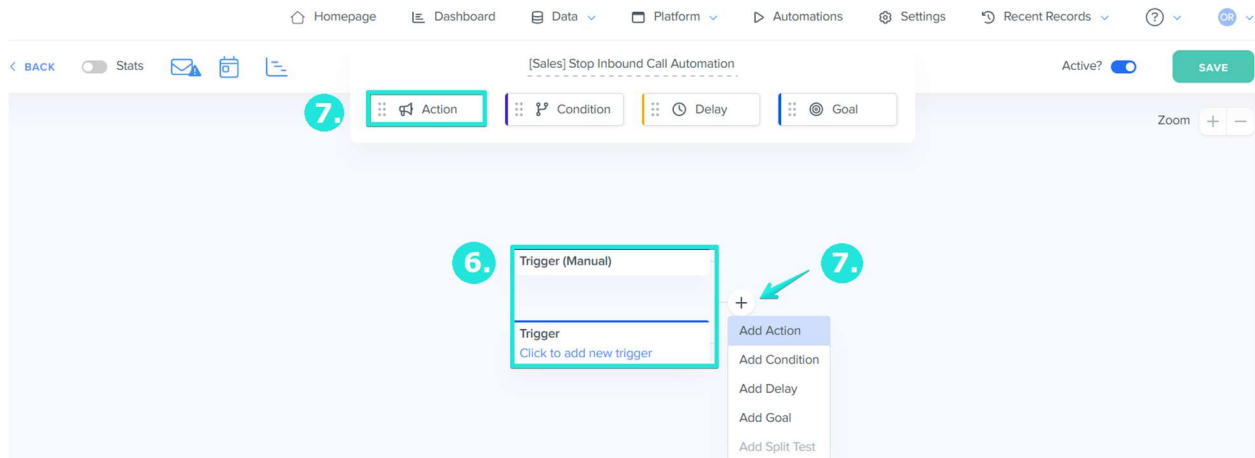 Homepage Dashboard Data Platform Automations Settings Recent Records ? OR
BACK Stats [Sales] Stop Inbound Call Automation Active? SAVE
7. Action Condition Delay Goal
Zoom + −
6. Trigger (Manual) 7.
+
Trigger
Click to add new trigger
Add Action
Add Condition
Add Delay
Add Goal
Add Split Test